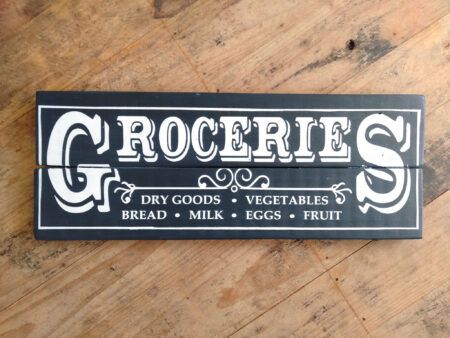 GROCERIES
DRY GOODS • VEGETABLES
BREAD • MILK • EGGS • FRUIT